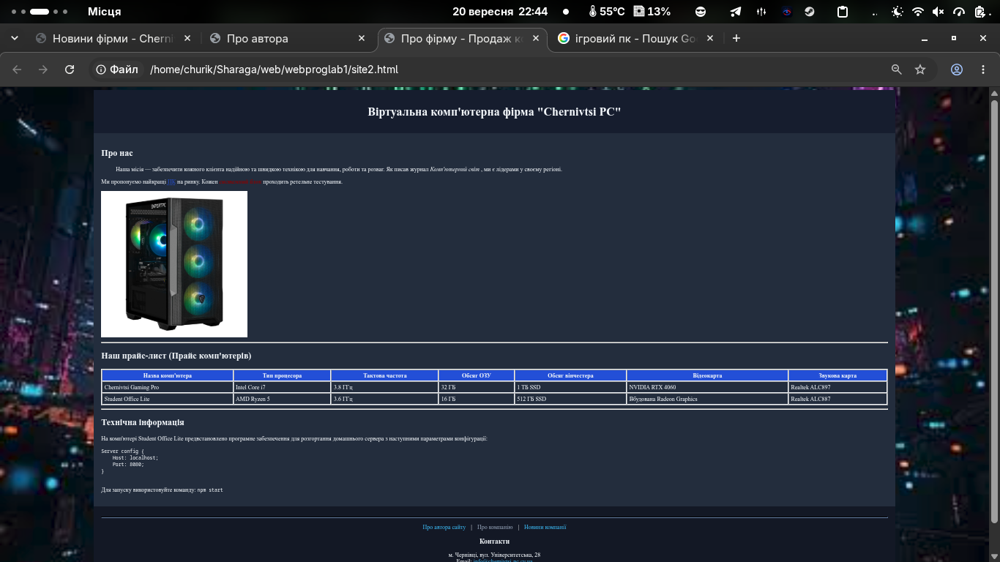 Місця
20 вересня 22:44
55°C
13%
Новини фірми - Cherni
Про автора
Про фірму - Продаж к
ігровий пк - Пошук Go
Файл
/home/churik/Sharaga/web/webproglab1/site2.html
Віртуальна комп'ютерна фірма "Chernivtsi PC"
Про нас
Наша місія — забезпечити кожного клієнта надійною та швидкою технікою для навчання, роботи та розваг. Як писав журнал Комп'ютерний світ , ми є лідерами у своєму регіоні.
Ми пропонуємо найкращі ПК на ринку. Кожен проходить ретельне тестування.
EXPERTPC
Наш прайс-лист (Прайс комп'ютерів)
Назва комп'ютера Тип процесора Тактова частота Обсяг ОЗУ Обсяг вінчестера Відеокарта Звукова карта
Chernivtsi Gaming Pro Intel Core i7 3.8 ГГц 32 ГБ 1 ТБ SSD NVIDIA RTX 4060 Realtek ALC897
Student Office Lite AMD Ryzen 5 3.6 ГГц 16 ГБ 512 ГБ SSD Вбудована Radeon Graphics Realtek ALC887
Технічна інформація
На комп'ютері Student Office Lite предвстановлено програмне забезпечення для розгортання домашнього сервера з наступними параметрами конфігурації:
Server config {
Host: localhost;
Port: 8080;
}
Для запуску використовуйте команду: npm start
Про автора сайту | Про компанію | Новини компанії
Контакти
м. Чернівці, вул. Університетська, 28
Email: info@chernivtsi-pc.cv.ua